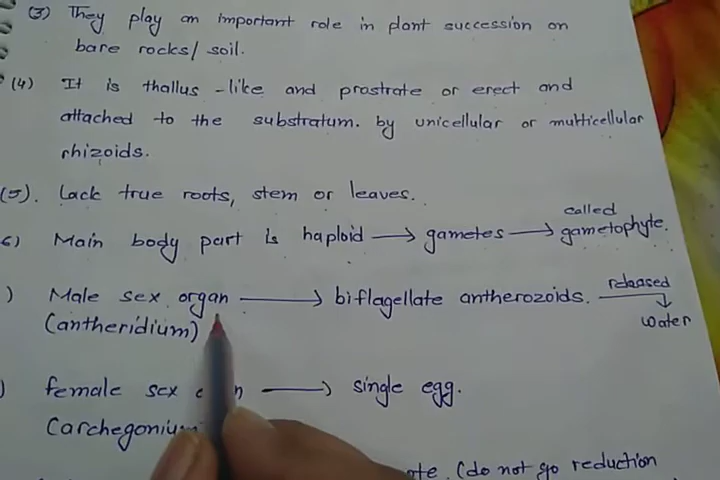 (3) They play an important role in plant succession on
bare rocks/ soil.
(4) It is thallus -like and prostrate or erect and
attached to the substratum. by unicellular or multicellular
rhizoids.
(5). Lack true roots, stem or leaves.
6) Main body part is haploid → gametes → called gametophyte.
) Male sex organ → biflagellate antherozoids. released → water
(antheridium)
) female sex → single egg.
(archegonium
(do not go reduction